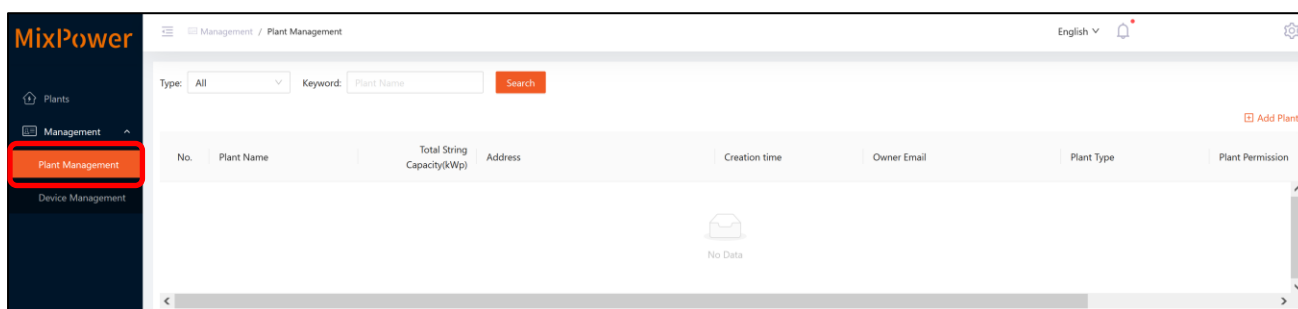 MixPower
Management / Plant Management
English
Type: All Keyword: Plant Name Search
Plants
Add Plant
Management
Plant Management
Device Management
No. Plant Name Total String Capacity(kWp) Address Creation time Owner Email Plant Type Plant Permission
No Data